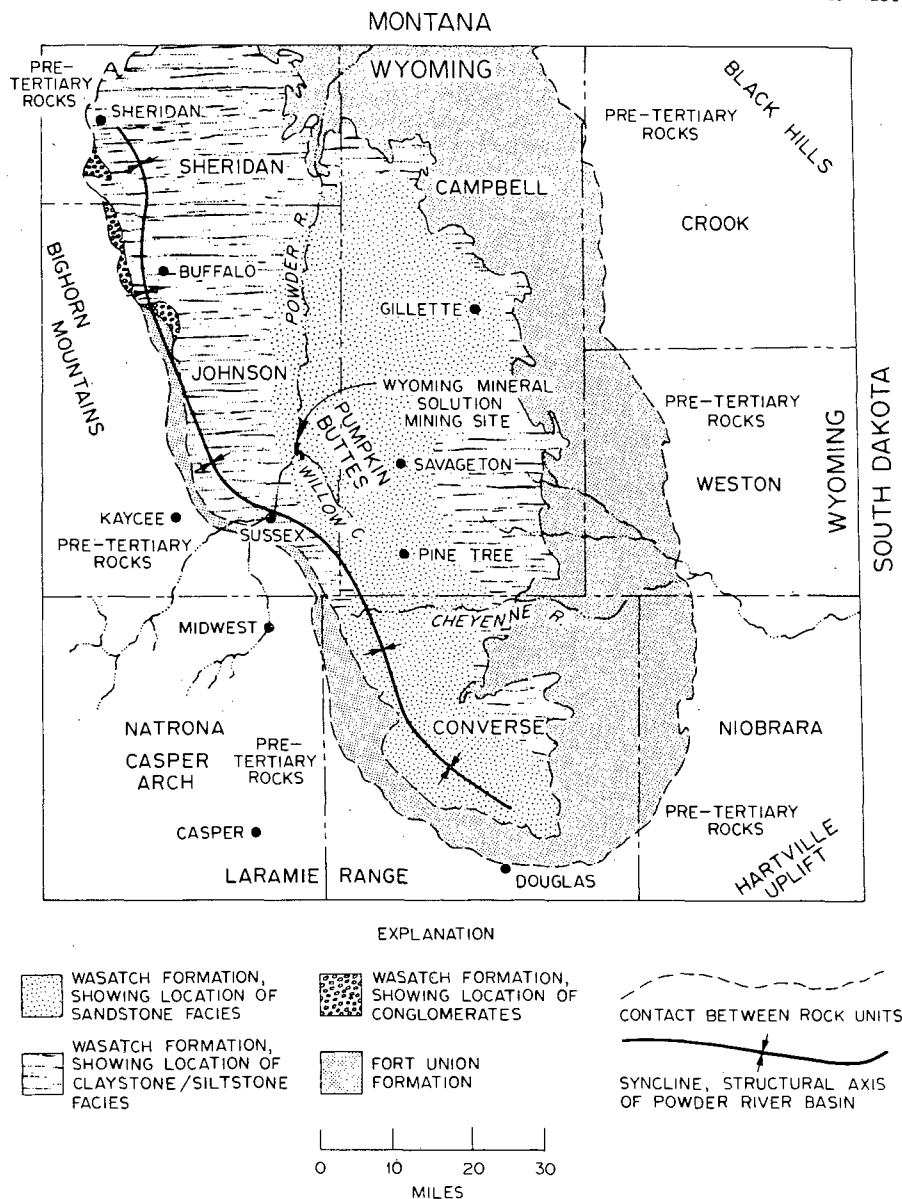 MONTANA
WYOMING
PRE-
TERTIARY
ROCKS
SHERIDAN
BLACK HILLS
PRE-TERTIARY
ROCKS
SHERIDAN
CAMPBELL
CROOK
POWDER R.
BIGHORN
MOUNTAINS
BUFFALO
GILLETTE
JOHNSON
WYOMING MINERAL
SOLUTION
MINING SITE
PRE-TERTIARY
ROCKS
PUMPKIN
BUTTES
SAVAGETON
WESTON
WYOMING
SOUTH DAKOTA
WILLOW C
KAYCEE
SUSSEX
PINE TREE
PRE-TERTIARY
ROCKS
CHEYENNE R.
MIDWEST
NATRONA
CASPER
ARCH
PRE-
TERTIARY
ROCKS
CONVERSE
NIOBRARA
PRE-TERTIARY
ROCKS
CASPER
LARAMIE RANGE
DOUGLAS
HARTVILLE
UPLIFT
EXPLANATION
WASATCH FORMATION,
SHOWING LOCATION OF
SANDSTONE FACIES
WASATCH FORMATION,
SHOWING LOCATION OF
CLAYSTONE/SILTSTONE
FACIES
WASATCH FORMATION,
SHOWING LOCATION OF
CONGLOMERATES
FORT UNION
FORMATION
CONTACT BETWEEN ROCK UNITS
SYNCLINE, STRUCTURAL AXIS
OF POWDER RIVER BASIN
0 10 20 30
MILES